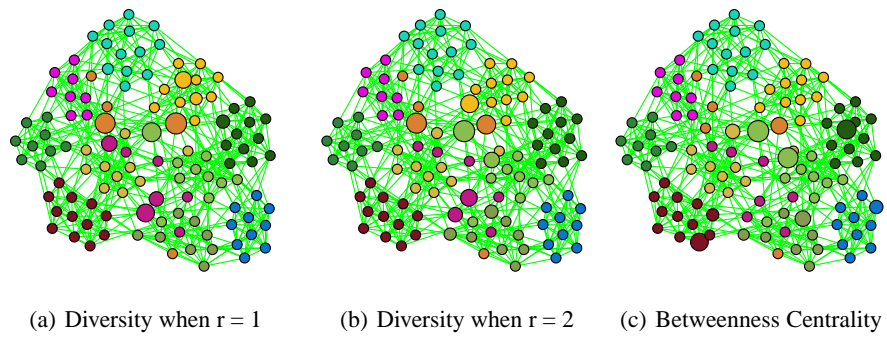 (a) Diversity when r = 1
(b) Diversity when r = 2
(c) Betweenness Centrality